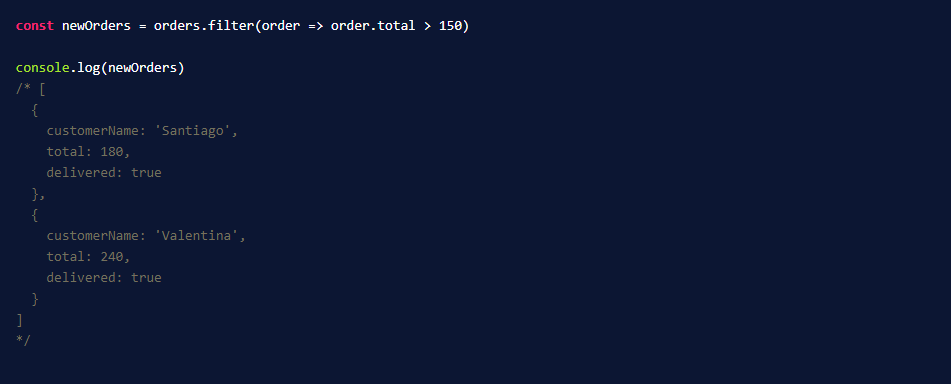 const newOrders = orders.filter(order => order.total > 150)

console.log(newOrders)
/* [
  {
    customerName: 'Santiago',
    total: 180,
    delivered: true
  },
  {
    customerName: 'Valentina',
    total: 240,
    delivered: true
  }
]
*/